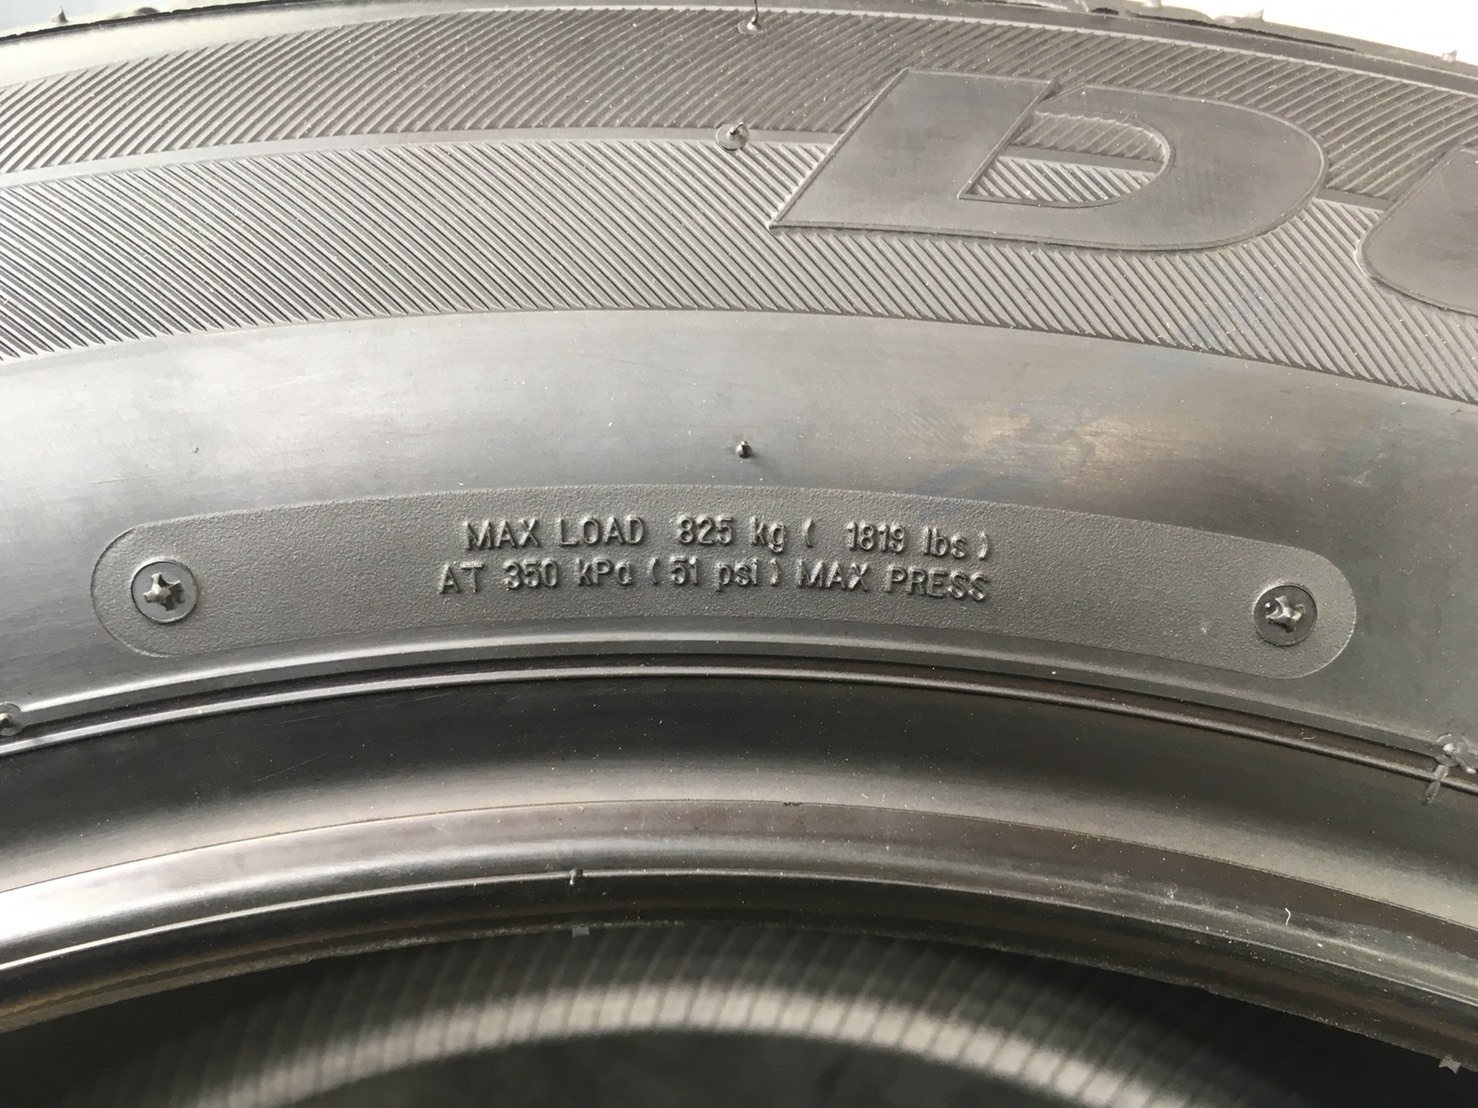 D
MAX LOAD 825 kg ( 1819 lbs )
AT 350 kPa ( 51 psi ) MAX PRESS